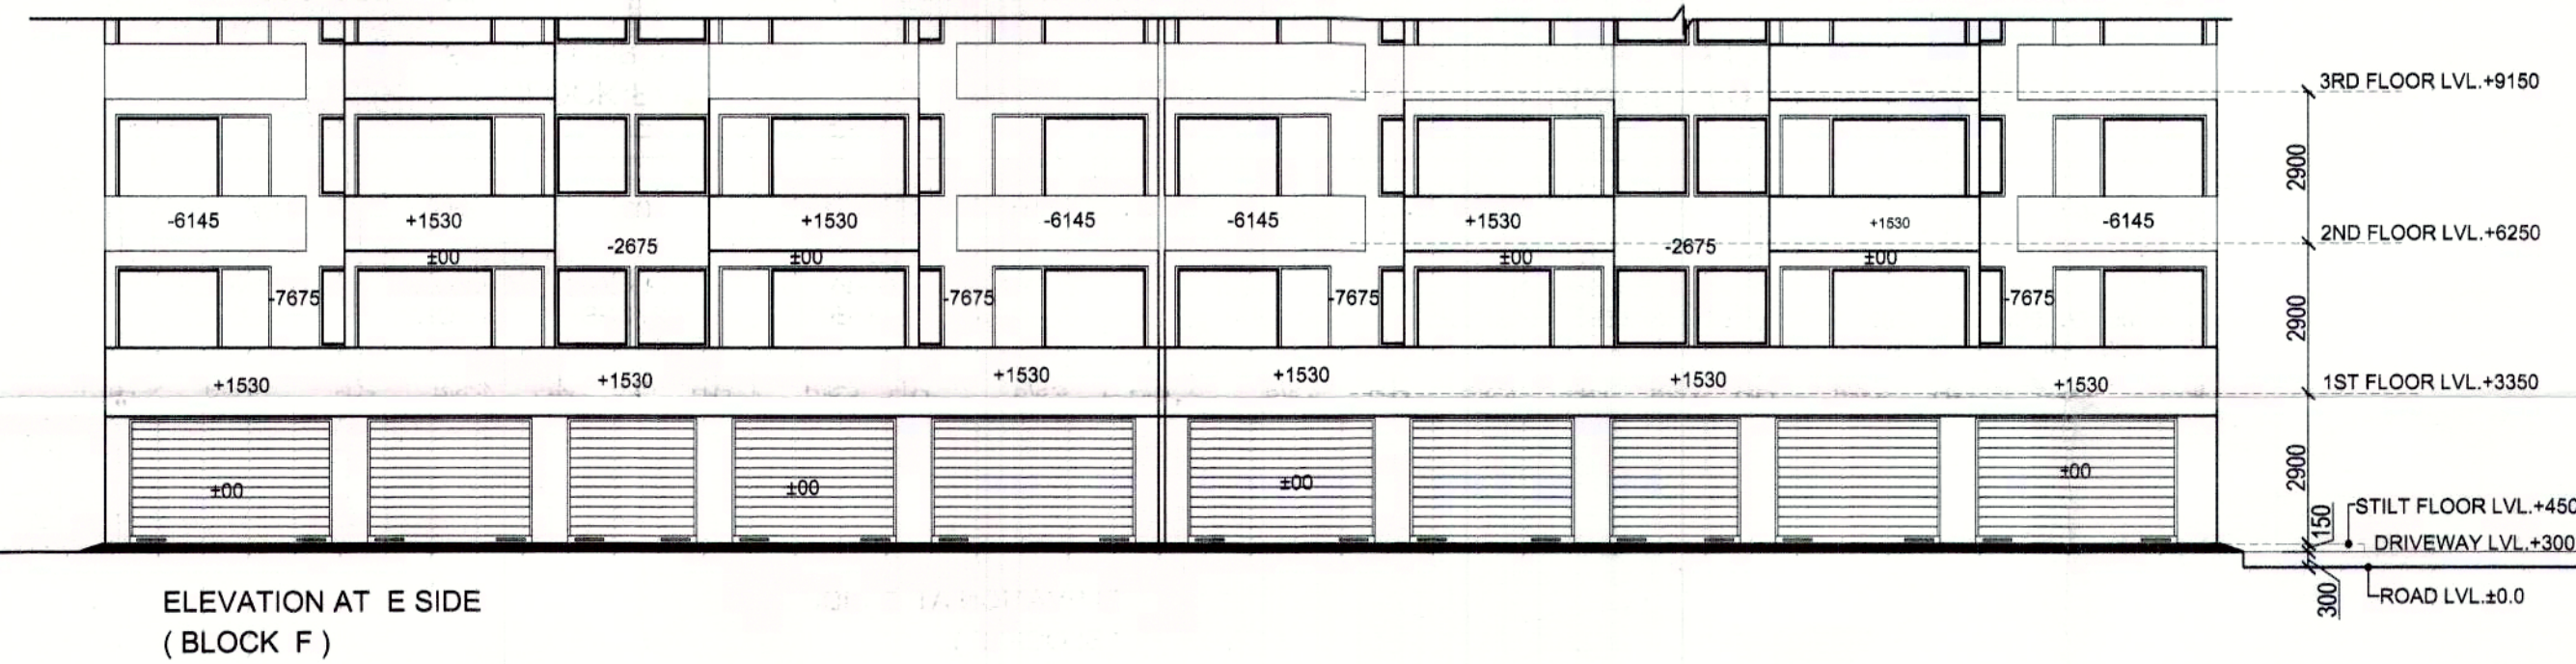 3RD FLOOR LVL.+9150
2900
-6145 +1530 -2675 +1530 -6145 -6145 +1530 -2675 +1530 -6145
2ND FLOOR LVL.+6250
±00 ±00 ±00 ±00
-7675 -7675 -7675 -7675
2900
+1530 +1530 +1530 +1530 +1530 +1530
1ST FLOOR LVL.+3350
2900
±00 ±00 ±00 ±00
150
STILT FLOOR LVL.+450
DRIVEWAY LVL.+300
300
ROAD LVL.±0.0
ELEVATION AT E SIDE
( BLOCK F )